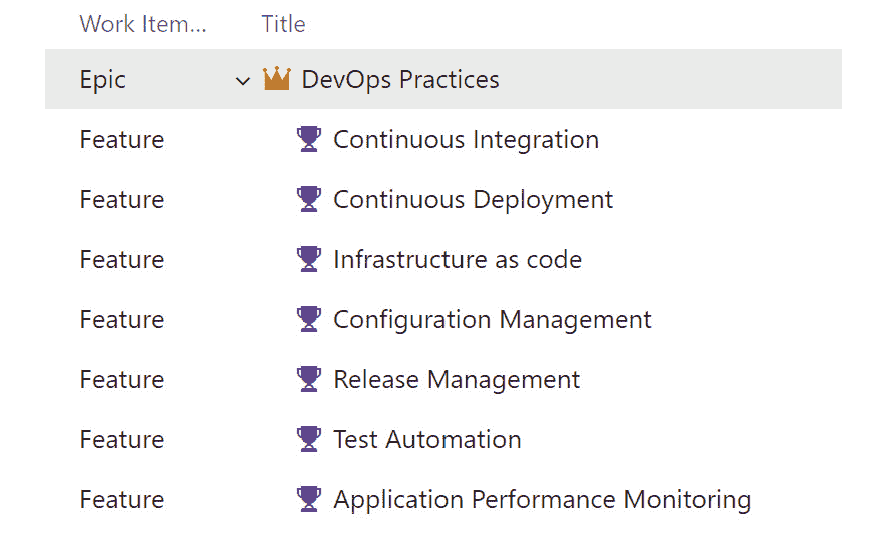 Work Item... Title
Epic DevOps Practices
Feature Continuous Integration
Feature Continuous Deployment
Feature Infrastructure as code
Feature Configuration Management
Feature Release Management
Feature Test Automation
Feature Application Performance Monitoring